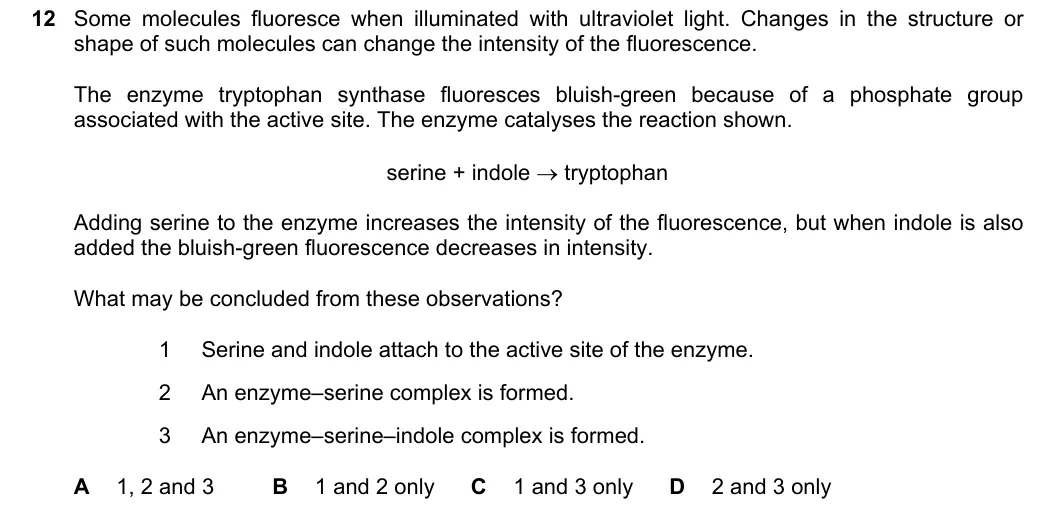 12 Some molecules fluoresce when illuminated with ultraviolet light. Changes in the structure or
shape of such molecules can change the intensity of the fluorescence.
The enzyme tryptophan synthase fluoresces bluish-green because of a phosphate group
associated with the active site. The enzyme catalyses the reaction shown.
serine + indole → tryptophan
Adding serine to the enzyme increases the intensity of the fluorescence, but when indole is also
added the bluish-green fluorescence decreases in intensity.
What may be concluded from these observations?
1 Serine and indole attach to the active site of the enzyme.
2 An enzyme–serine complex is formed.
3 An enzyme–serine–indole complex is formed.
A 1, 2 and 3 B 1 and 2 only C 1 and 3 only D 2 and 3 only